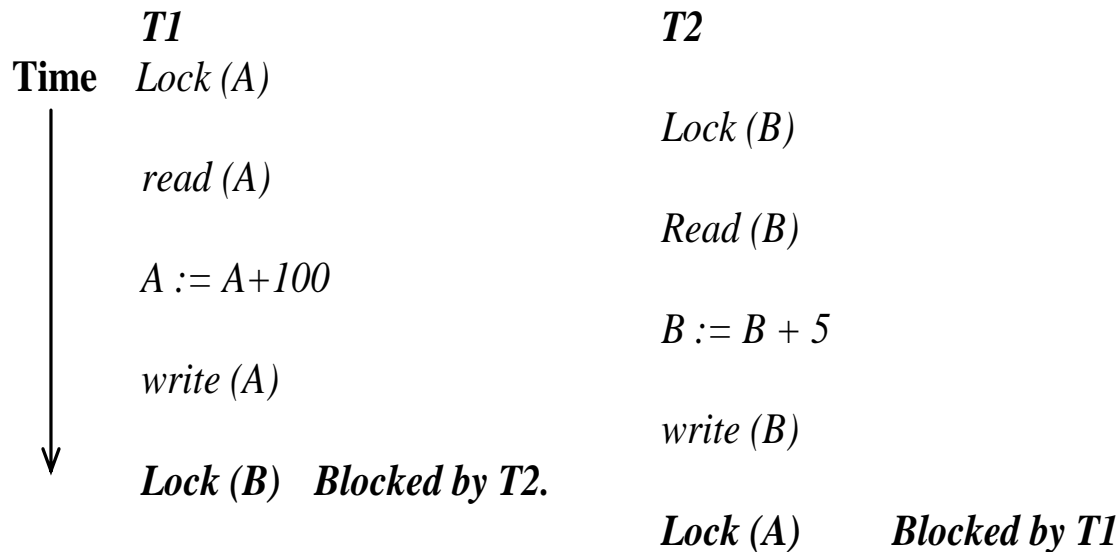 T1 T2
Time Lock (A)
Lock (B)
read (A)
Read (B)
A := A+100
B := B + 5
write (A)
write (B)
Lock (B) Blocked by T2.
Lock (A) Blocked by T1